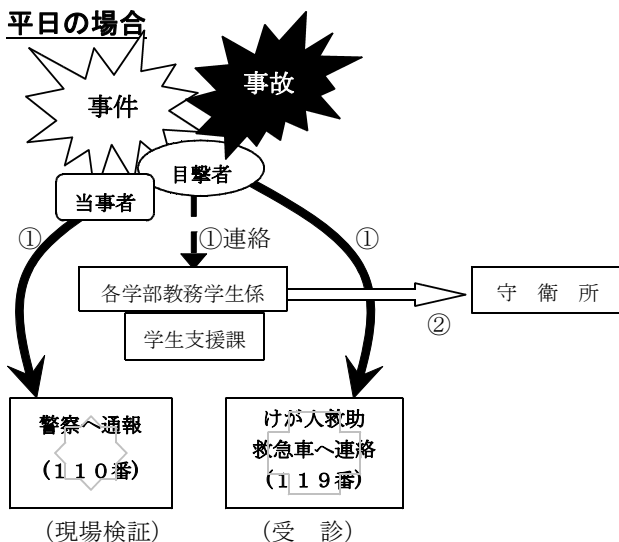 平日の場合
事件
事故
目撃者
当事者
①
①連絡
①
各学部教務学生係
守 衛 所
②
学生支援課
警察へ通報
(110番)
けが人救助
救急車へ連絡
(119番)
(現場検証)
(受 診)